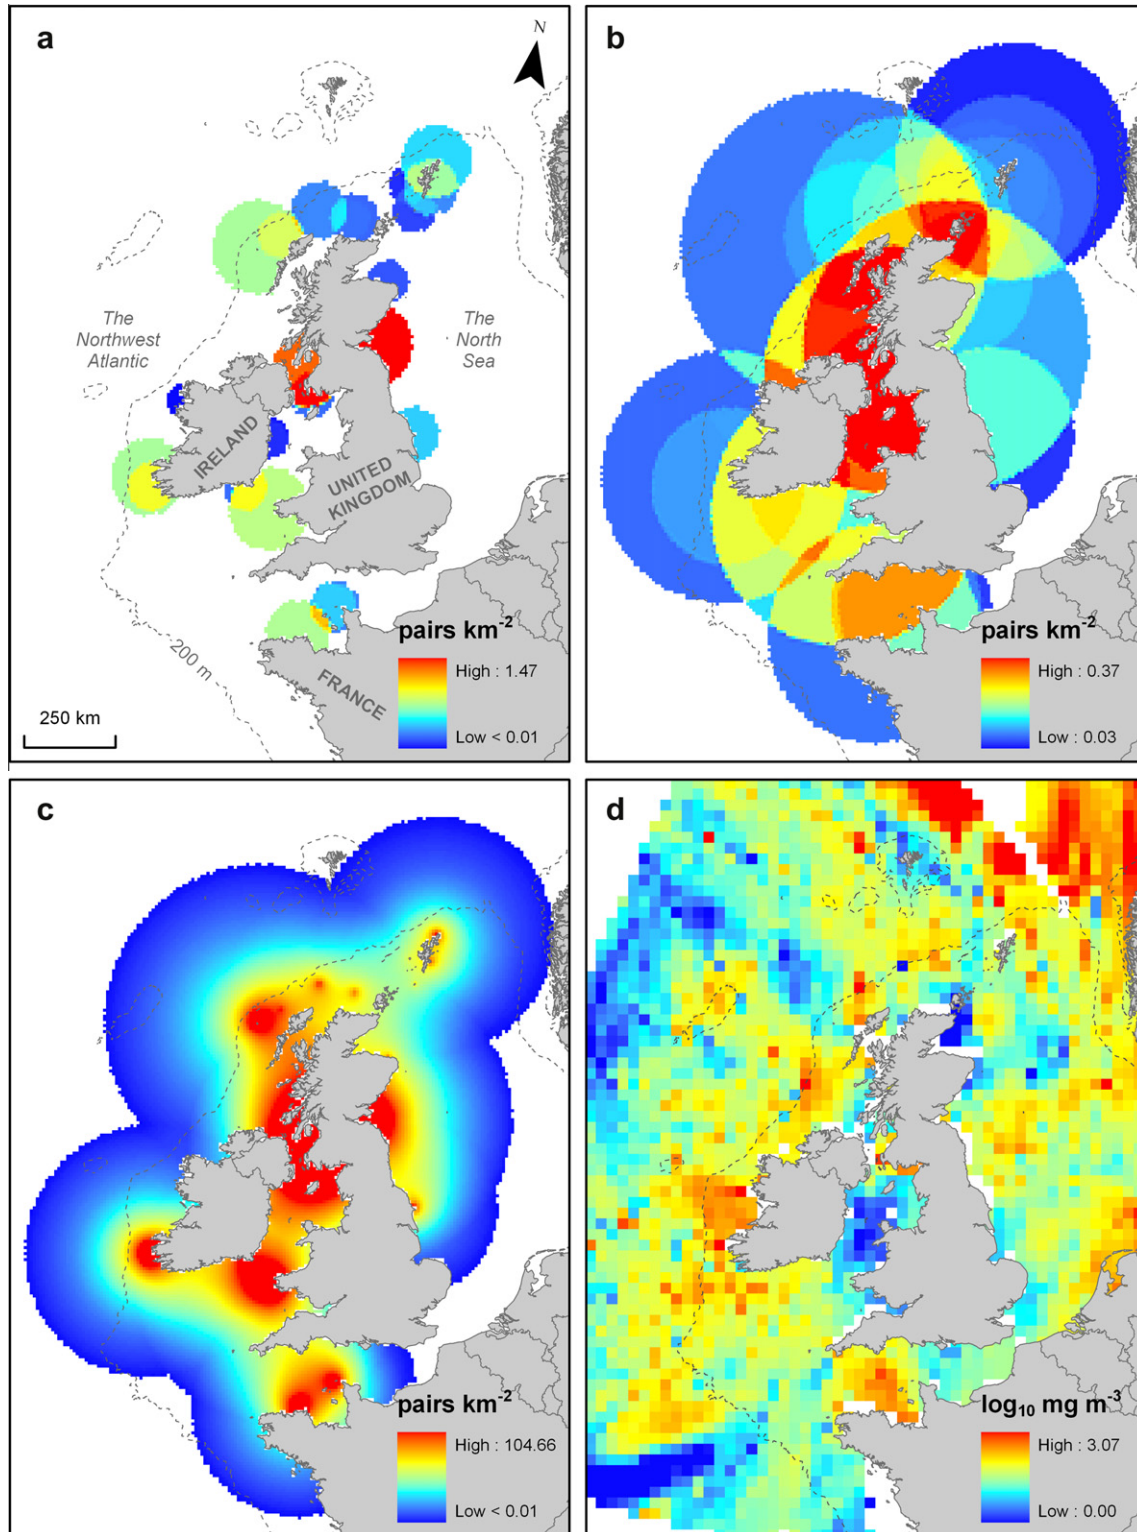 a
N
The
Northwest
Atlantic
The
North
Sea
IRELAND
UNITED
KINGDOM
200 m
FRANCE
250 km
pairs km⁻²
High : 1.47
Low < 0.01
b
pairs km⁻²
High : 0.37
Low : 0.03
c
pairs km⁻²
High : 104.66
Low < 0.01
d
log₁₀ mg m⁻³
High : 3.07
Low : 0.00